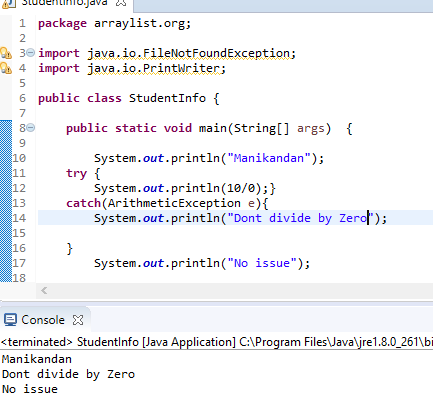 StudentInfo.java
1 package arraylist.org;
2
3 import java.io.FileNotFoundException;
4 import java.io.PrintWriter;
5
6 public class StudentInfo {
7
8 public static void main(String[] args)  {
9
10 System.out.println("Manikandan");
11 try {
12 System.out.println(10/0);}
13 catch(ArithmeticException e){
14 System.out.println("Dont divide by Zero");
15
16 }
17 System.out.println("No issue");
18
Console
<terminated> StudentInfo [Java Application] C:\Program Files\Java\jre1.8.0_261\bi
Manikandan
Dont divide by Zero
No issue